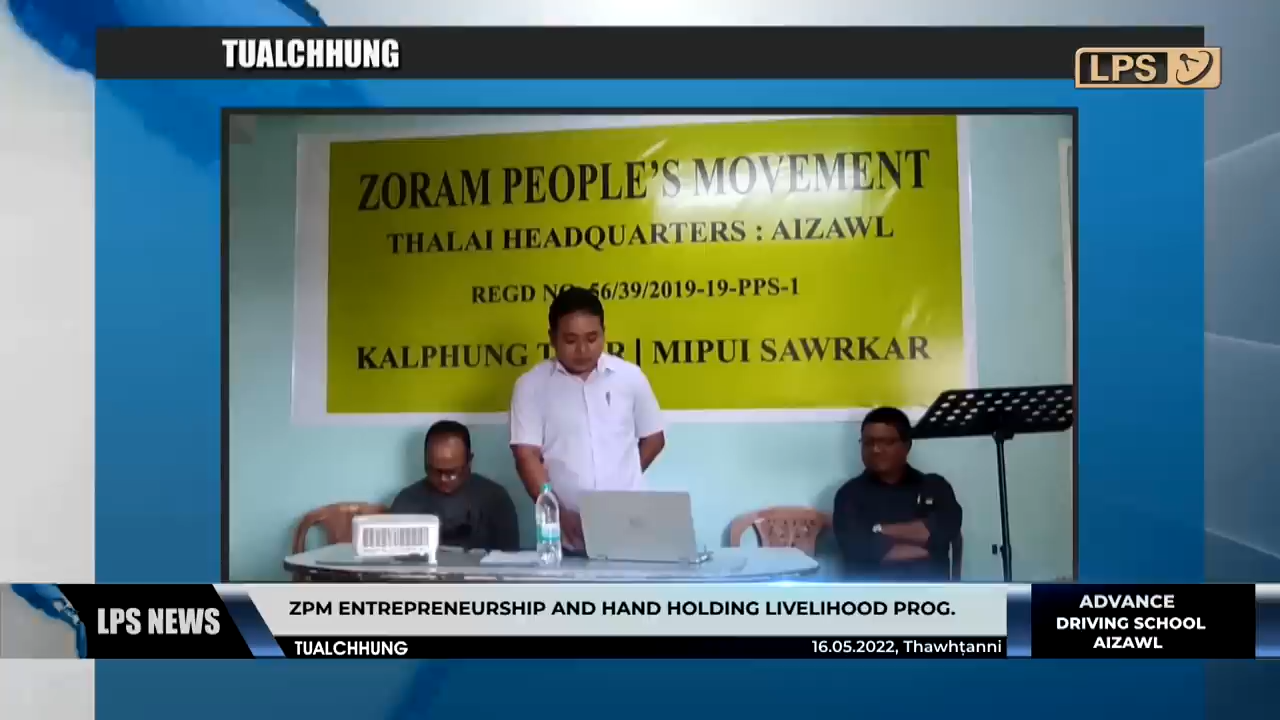 TUALCHHUNG
LPS
ZORAM PEOPLE'S MOVEMENT
THALAI HEADQUARTERS : AIZAWL
REGD 56/39/2019-19-PPS-1
KALPHUNG | MIPUI SAWRKAR
LPS NEWS
ZPM ENTREPRENEURSHIP AND HAND HOLDING LIVELIHOOD PROG.
TUALCHHUNG
16.05.2022, Thawhṭanni
ADVANCE
DRIVING SCHOOL
AIZAWL